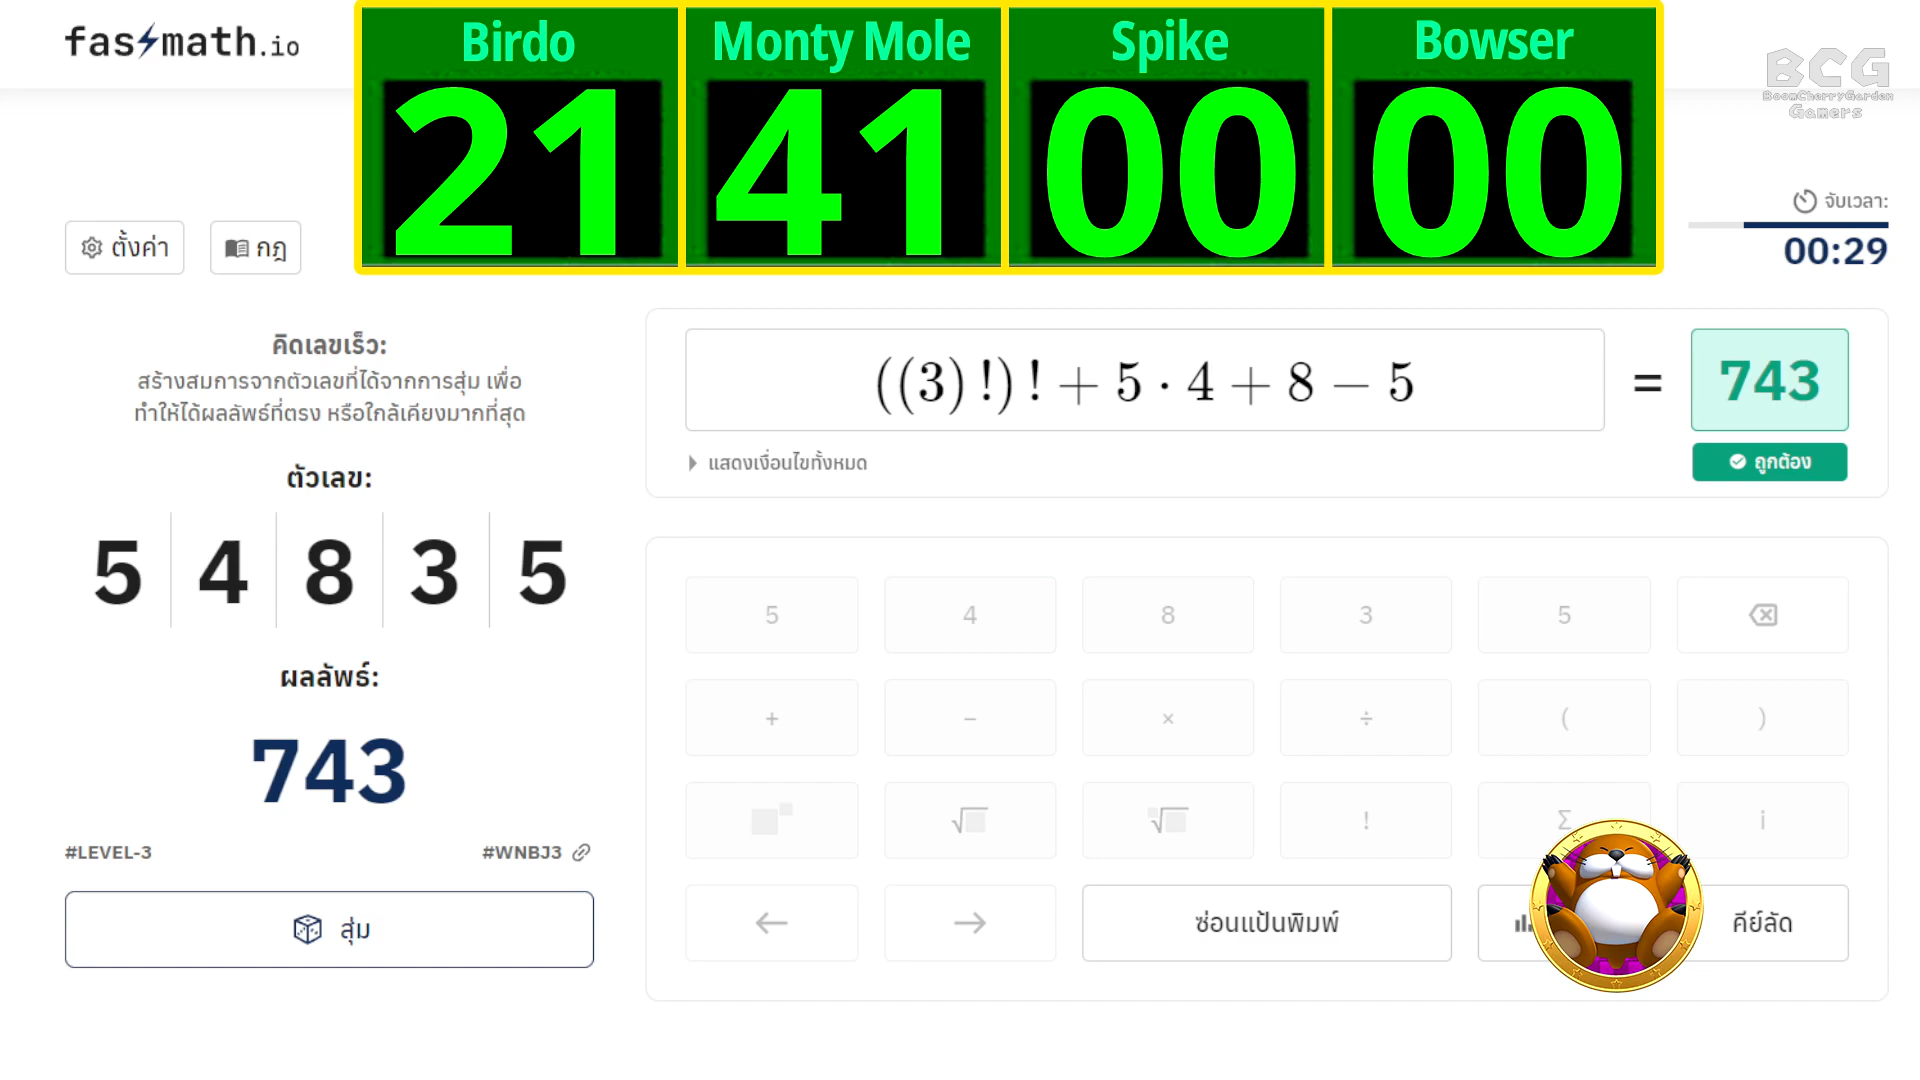 fastmath.io
Birdo
Monty Mole
Spike
Bowser
21
41
00
00
BCG
BoomCherryGarden
Gamers
ตั้งค่า
กฎ
จับเวลา:
00:29
คิดเลขเร็ว:
สร้างสมการจากตัวเลขที่ได้จากการสุ่ม เพื่อ
ทำให้ได้ผลลัพธ์ที่ตรง หรือใกล้เคียงมากที่สุด
ตัวเลข:
5 4 8 3 5
ผลลัพธ์:
743
#LEVEL-3
#WNBJ3
สุ่ม
((3)!)! + 5 · 4 + 8 − 5
= 743
แสดงเงื่อนไขทั้งหมด
ถูกต้อง
5 4 8 3 5
+ − × ÷ ( )
√ √ ! Σ i
← →
ซ่อนแป้นพิมพ์
คีย์ลัด